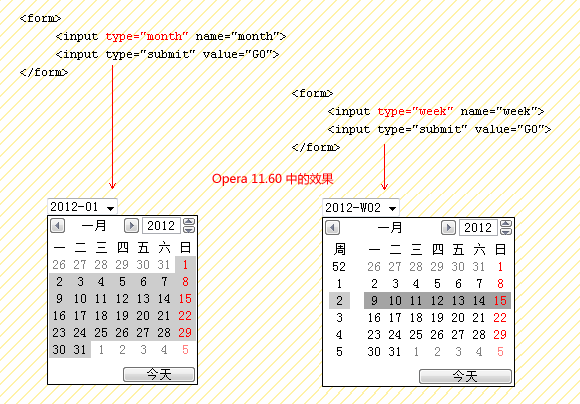 <form>
<input type="month" name="month">
<input type="submit" value="GO">
</form>
<form>
<input type="week" name="week">
<input type="submit" value="GO">
</form>
Opera 11.60 中的效果
2012-01
一月 2012
一 二 三 四 五 六 日
26 27 28 29 30 31 1
2 3 4 5 6 7 8
9 10 11 12 13 14 15
16 17 18 19 20 21 22
23 24 25 26 27 28 29
30 31 1 2 3 4 5
今天
2012-W02
一月 2012
周 一 二 三 四 五 六 日
52 26 27 28 29 30 31 1
1 2 3 4 5 6 7 8
2 9 10 11 12 13 14 15
3 16 17 18 19 20 21 22
4 23 24 25 26 27 28 29
5 30 31 1 2 3 4 5
今天